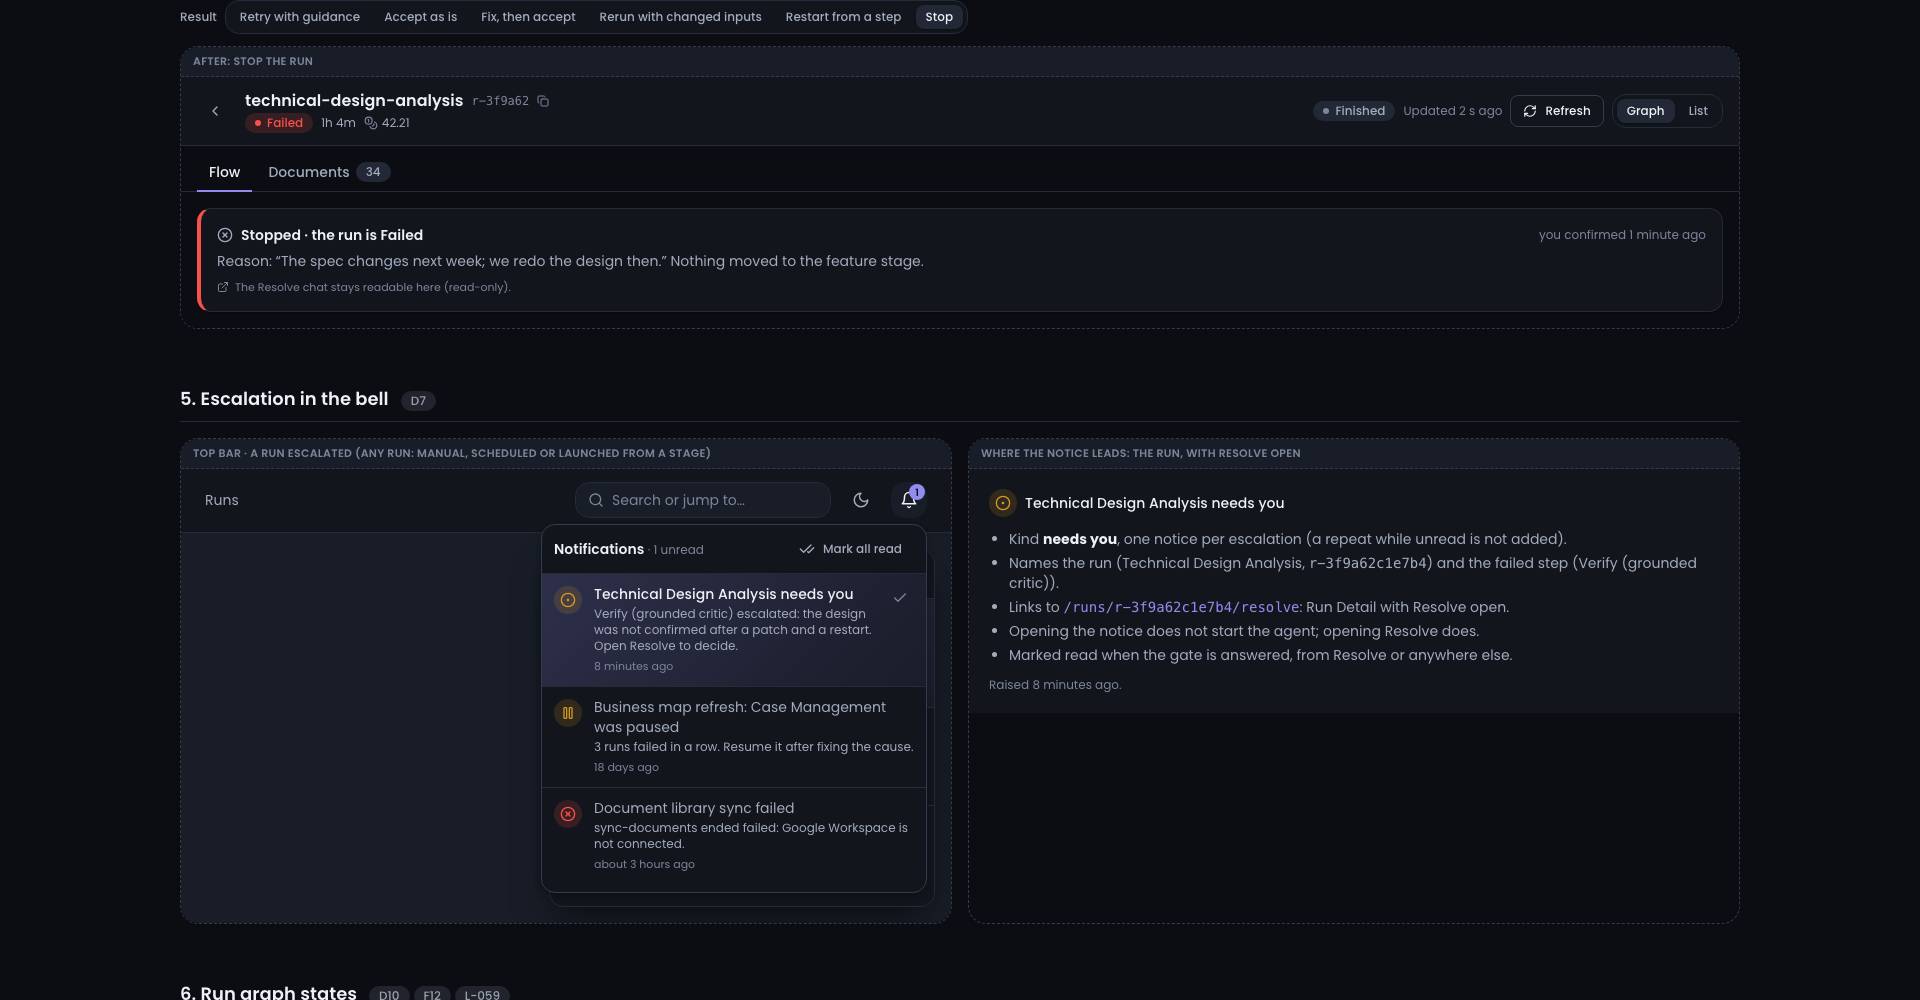 Result Retry with guidance Accept as is Fix, then accept Rerun with changed inputs Restart from a step Stop
AFTER: STOP THE RUN
technical-design-analysis r-3f9a62
Failed 1h 4m 42.21
Finished Updated 2 s ago Refresh Graph List
Flow Documents 34
Stopped · the run is Failed
you confirmed 1 minute ago
Reason: “The spec changes next week; we redo the design then.” Nothing moved to the feature stage.
The Resolve chat stays readable here (read-only).
5. Escalation in the bell D7
TOP BAR · A RUN ESCALATED (ANY RUN: MANUAL, SCHEDULED OR LAUNCHED FROM A STAGE)
Runs
Search or jump to…
1
Notifications · 1 unread
Mark all read
Technical Design Analysis needs you
Verify (grounded critic) escalated: the design
was not confirmed after a patch and a restart.
Open Resolve to decide.
8 minutes ago
Business map refresh: Case Management
was paused
3 runs failed in a row. Resume it after fixing the cause.
18 days ago
Document library sync failed
sync-documents ended failed: Google Workspace is
not connected.
about 3 hours ago
WHERE THE NOTICE LEADS: THE RUN, WITH RESOLVE OPEN
Technical Design Analysis needs you
Kind needs you, one notice per escalation (a repeat while unread is not added).
Names the run (Technical Design Analysis, r-3f9a62c1e7b4) and the failed step (Verify (grounded
critic)).
Links to /runs/r-3f9a62c1e7b4/resolve: Run Detail with Resolve open.
Opening the notice does not start the agent; opening Resolve does.
Marked read when the gate is answered, from Resolve or anywhere else.
Raised 8 minutes ago.
6. Run graph states D10 F12 L-059